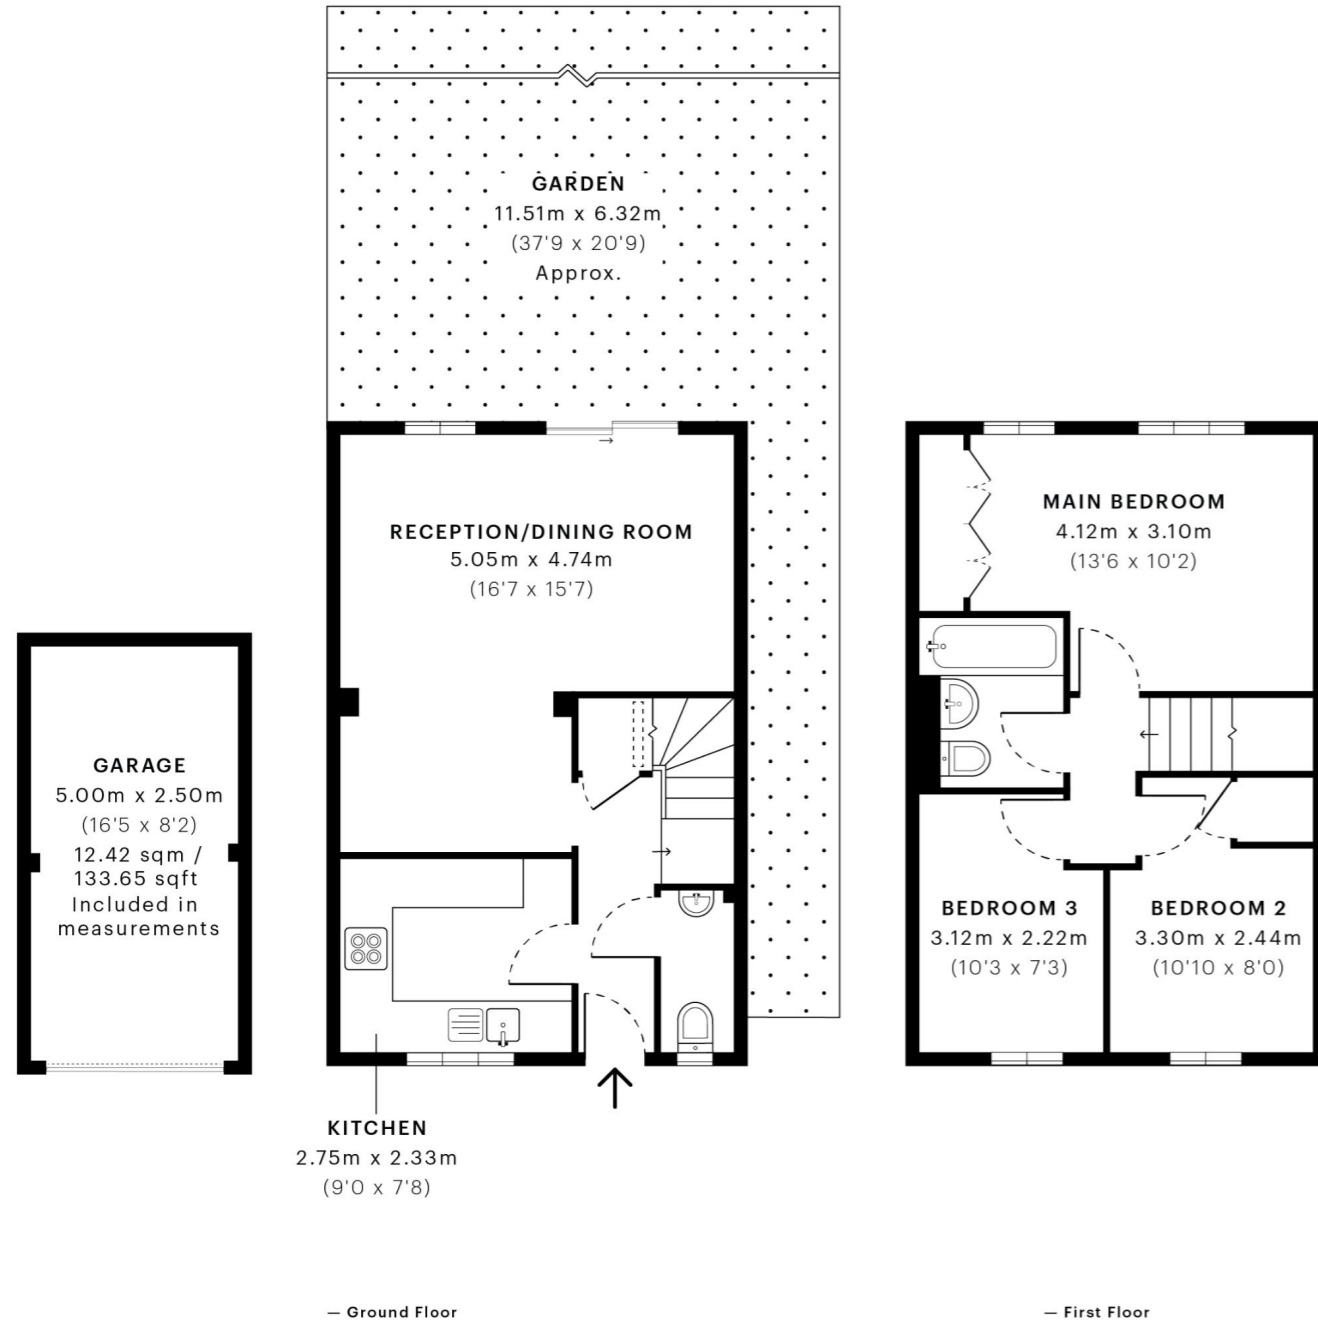 GARDEN
11.51m x 6.32m
(37'9 x 20'9)
Approx.
RECEPTION/DINING ROOM
5.05m x 4.74m
(16'7 x 15'7)
MAIN BEDROOM
4.12m x 3.10m
(13'6 x 10'2)
GARAGE
5.00m x 2.50m
(16'5 x 8'2)
12.42 sqm /
133.65 sqft
Included in
measurements
BEDROOM 3
3.12m x 2.22m
(10'3 x 7'3)
BEDROOM 2
3.30m x 2.44m
(10'10 x 8'0)
KITCHEN
2.75m x 2.33m
(9'0 x 7'8)
— Ground Floor
— First Floor